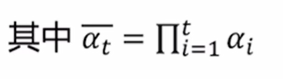 其中 $\overline{\alpha_t} = \prod_{i=1}^{t} \alpha_i$